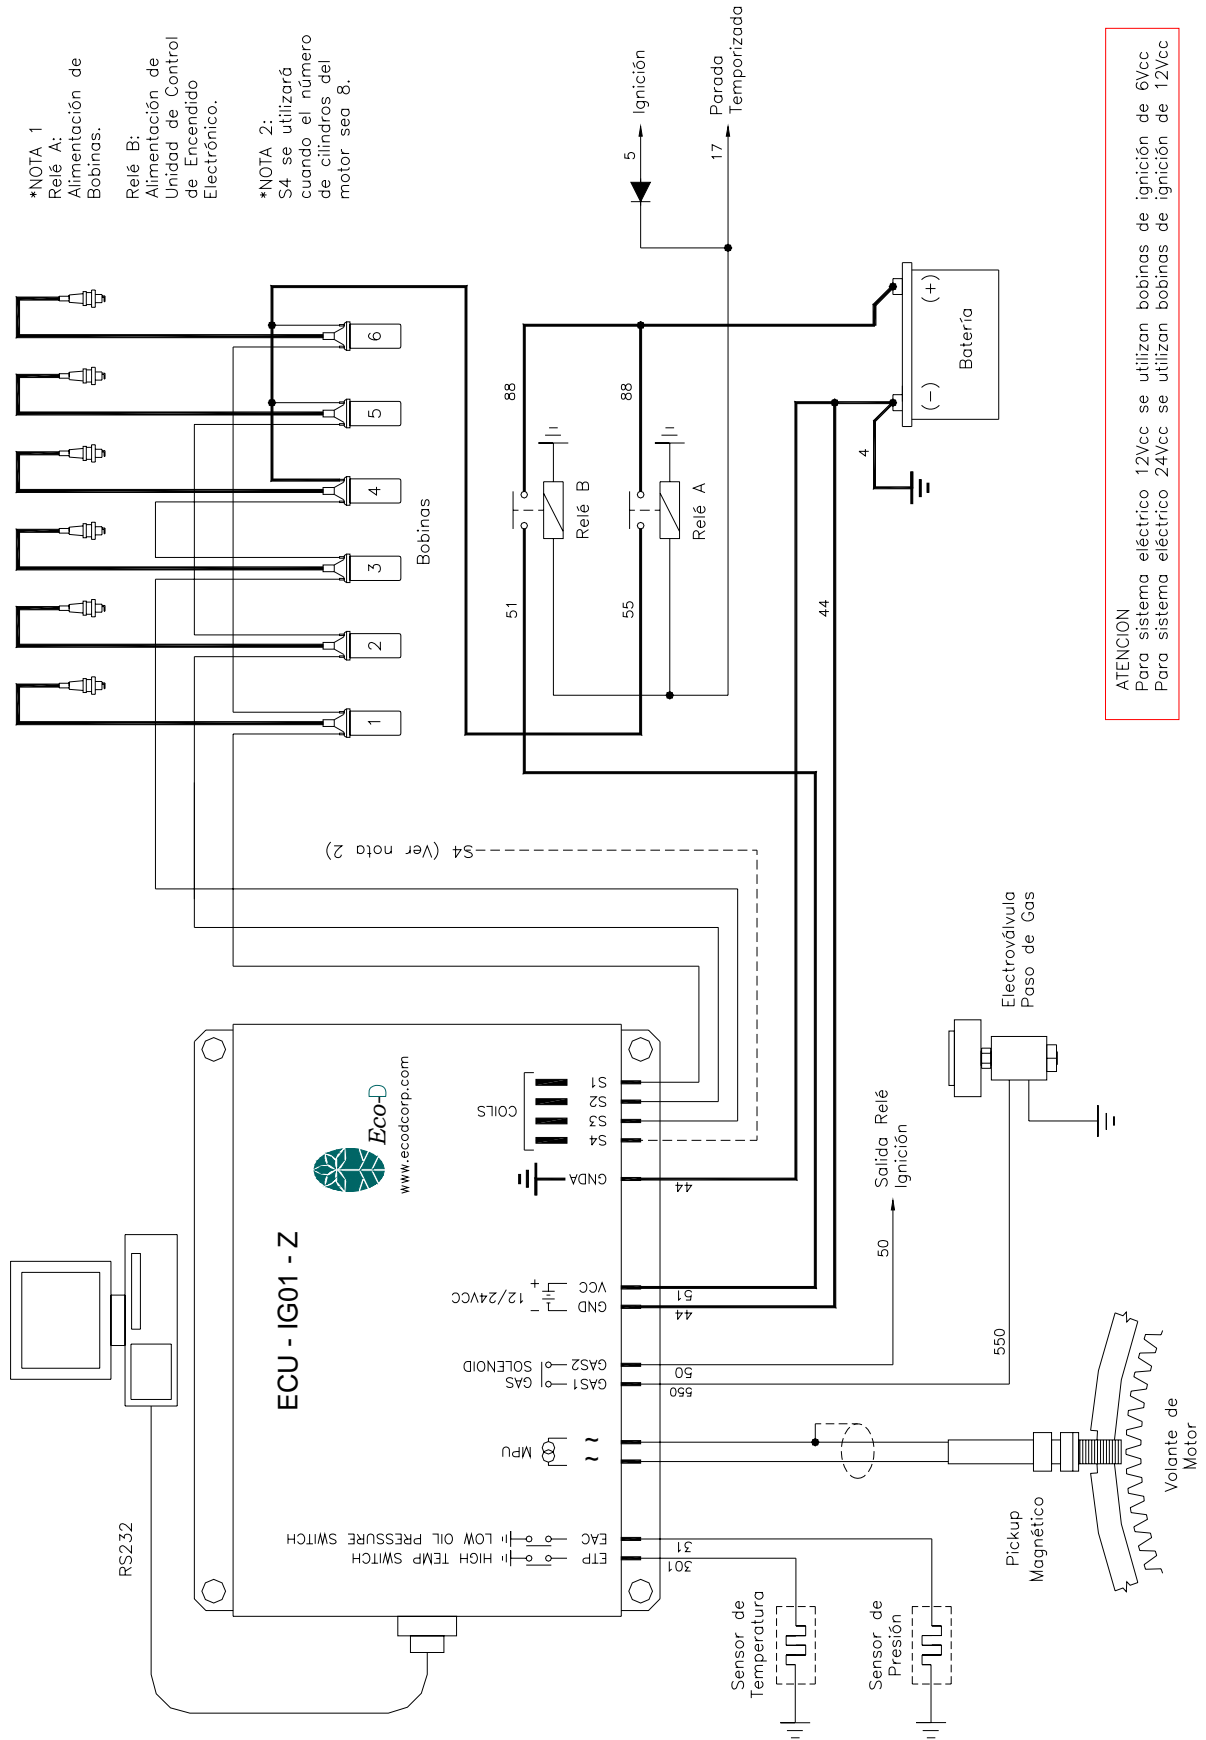 *NOTA 1
Relé A:
Alimentación de
Bobinas.
Relé B:
Alimentación de
Unidad de Control
de Encendido
Electrónico.
*NOTA 2:
S4 se utilizará
cuando el número
de cilindros del
motor sea 8.
Ignición
5
Parada
Temporizada
17
6
5
4
3
2
1
Bobinas
88
88
Relé B
Relé A
51
55
44
4
(+)
(-)
Batería
ATENCION
Para sistema eléctrico 12Vcc se utilizan bobinas de ignición de 6Vcc
Para sistema eléctrico 24Vcc se utilizan bobinas de ignición de 12Vcc
S4 (Ver nota 2)
Electroválvula
Paso de Gas
Salida Relé
Ignición
50
550
Eco-D
www.ecodcorp.com
ECU - IG01 - Z
COILS
S1
S2
S3
S4
GNDA
44
12/24VCC
+
-
VCC
GND
51
44
GAS
SOLENOID
GAS2
GAS1
50
550
MPU
~
~
LOW OIL PRESSURE SWITCH
HIGH TEMP SWITCH
EAC
ETP
31
301
RS232
Sensor de
Temperatura
Sensor de
Presión
Pickup
Magnético
Volante de
Motor